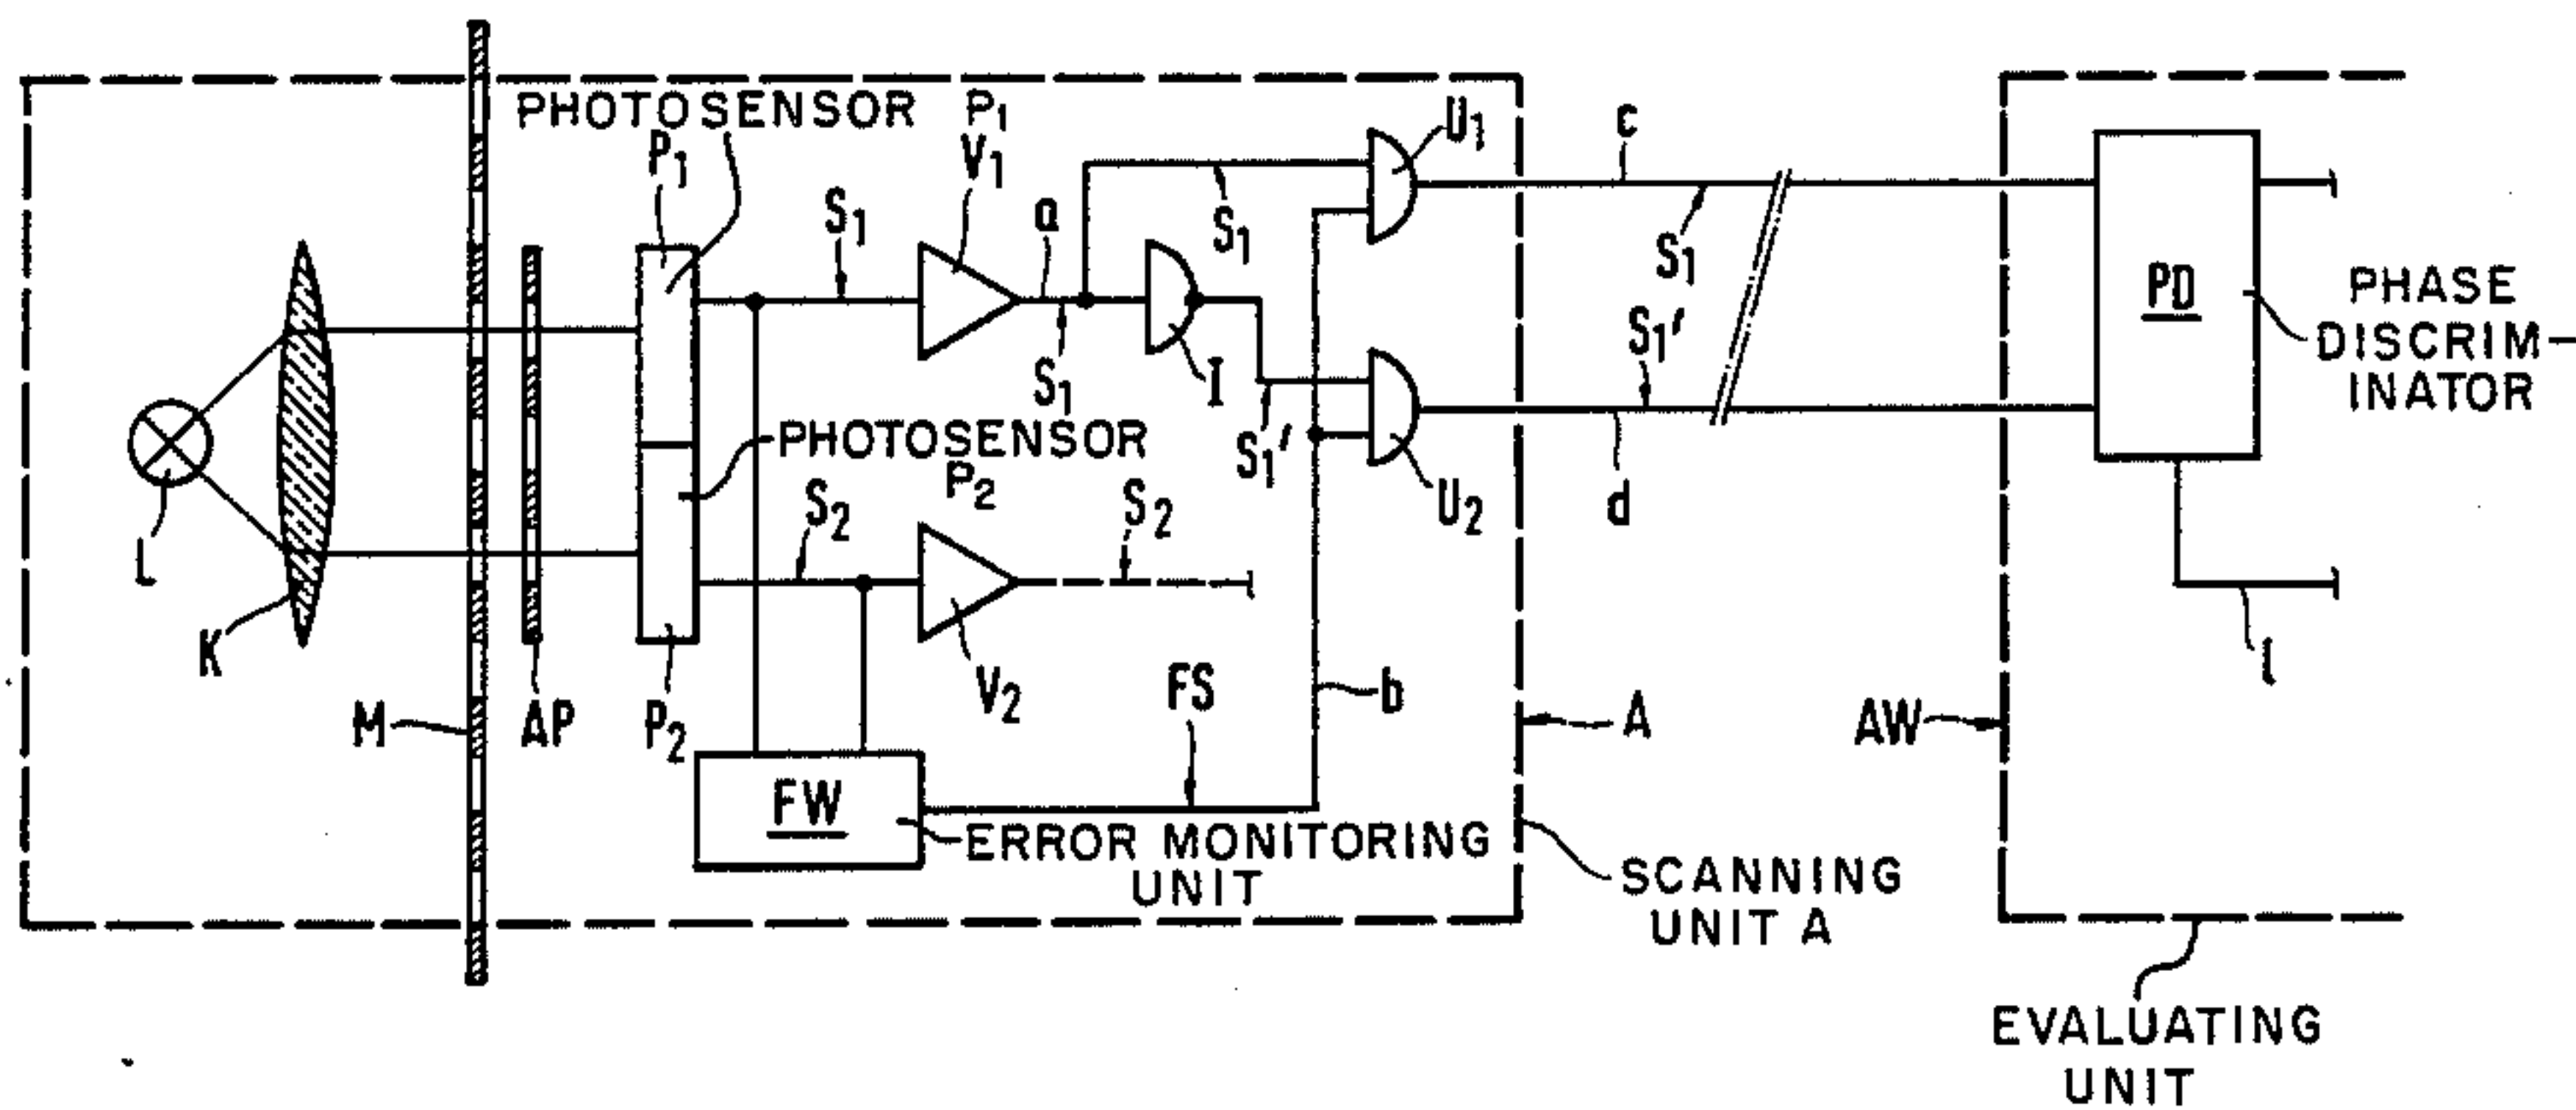 PHOTOSENSOR P1
P1
V1
U1
c
S1
a
S1
S1
S1
I
PD
PHASE
DISCRIM-
INATOR
S1'
S1'
PHOTOSENSOR
P2
S2
S2
U2
d
L
K
M
AP
P2
V2
FS
b
A
AW
l
FW
ERROR MONITORING
UNIT
SCANNING
UNIT A
EVALUATING
UNIT